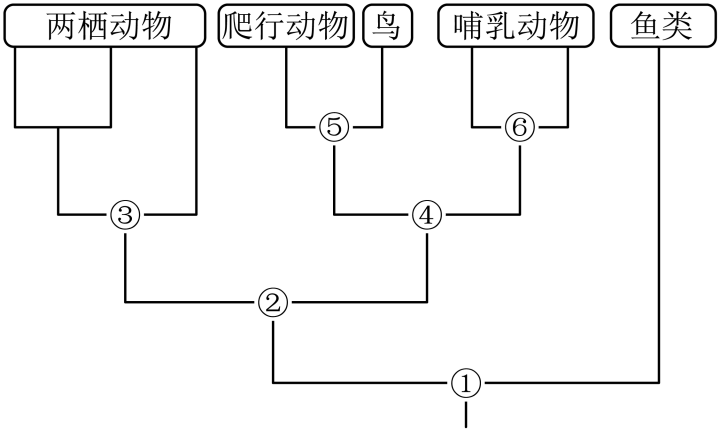 两栖动物 爬行动物 鸟 哺乳动物 鱼类
⑤ ⑥
③ ④
②
①